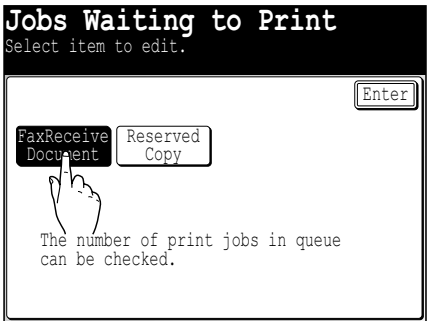 Jobs Waiting to Print
Select item to edit.
Enter
FaxReceive
Document
Reserved
Copy
The number of print jobs in queue
can be checked.